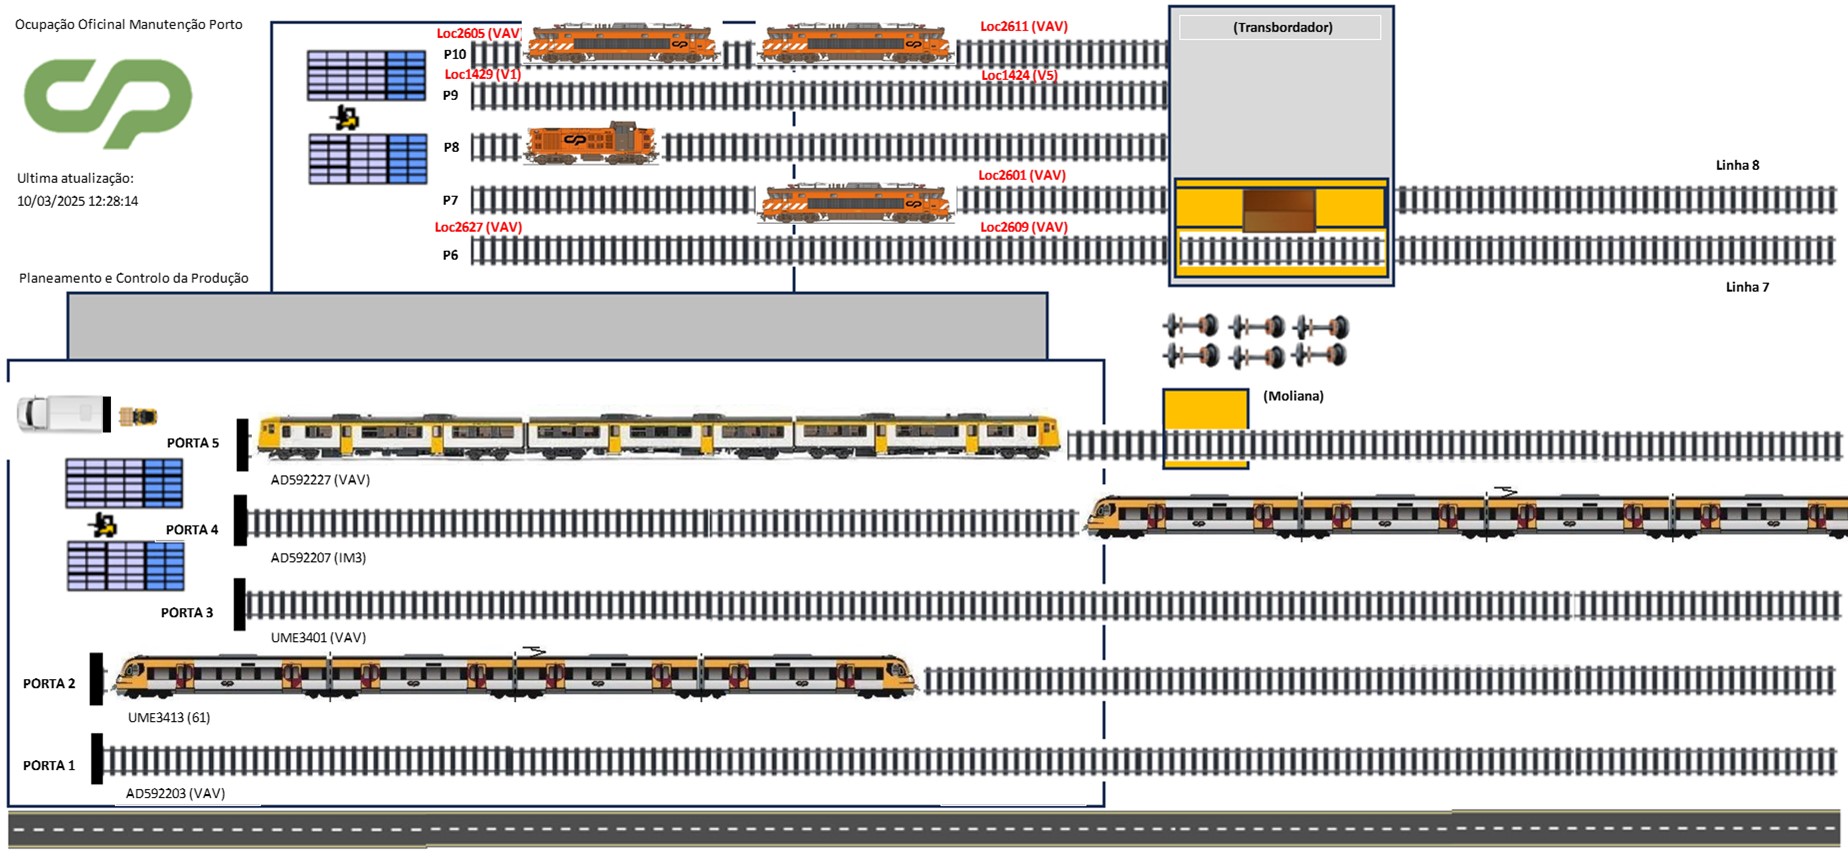 Ocupação Oficinal Manutenção Porto
Ultima atualização:
10/03/2025 12:28:14
Planeamento e Controlo da Produção
Loc2605 (VAV)
Loc2611 (VAV)
P10
Loc1429 (V1)
Loc1424 (V5)
P9
P8
Loc2601 (VAV)
P7
Loc2627 (VAV)
Loc2609 (VAV)
P6
(Transbordador)
Linha 8
Linha 7
(Moliana)
PORTA 5
AD592227 (VAV)
PORTA 4
AD592207 (IM3)
PORTA 3
UME3401 (VAV)
PORTA 2
UME3413 (61)
PORTA 1
AD592203 (VAV)